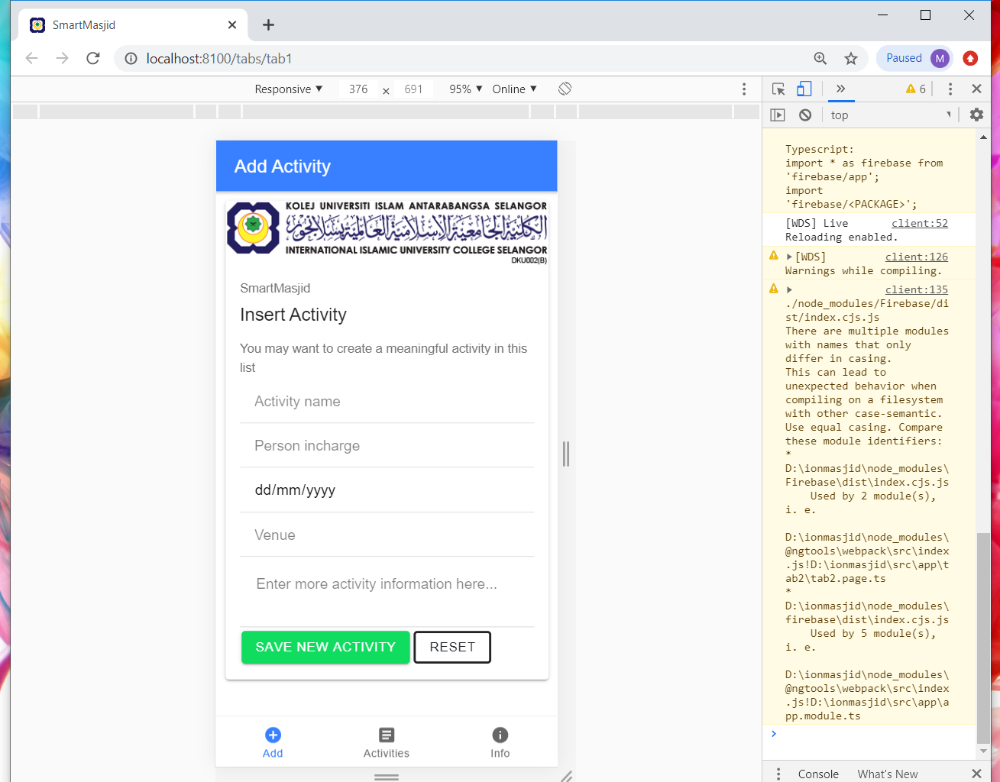 SmartMasjid
localhost:8100/tabs/tab1
Paused M
Responsive 376 x 691 95% Online
6
top
Add Activity
KOLEJ UNIVERSITI ISLAM ANTARABANGSA SELANGOR
الكلية الجامعية الإسلامية العالمية بسلانجور
INTERNATIONAL ISLAMIC UNIVERSITY COLLEGE SELANGOR
DKU002(B)
SmartMasjid
Insert Activity
You may want to create a meaningful activity in this
list
Activity name
Person incharge
dd/mm/yyyy
Venue
Enter more activity information here...
SAVE NEW ACTIVITY RESET
Add Activities Info
Typescript:
import * as firebase from
'firebase/app';
import
'firebase/<PACKAGE>';
[WDS] Live client:52
Reloading enabled.
[WDS] client:126
Warnings while compiling.
client:135
./node_modules/Firebase/di
st/index.cjs.js
There are multiple modules
with names that only
differ in casing.
This can lead to
unexpected behavior when
compiling on a filesystem
with other case-semantic.
Use equal casing. Compare
these module identifiers:
*
D:\ionmasjid\node_modules\
Firebase\dist\index.cjs.js
Used by 2 module(s),
i. e.
D:\ionmasjid\node_modules\
@ngtools\webpack\src\index
.js!D:\ionmasjid\src\app\t
ab2\tab2.page.ts
*
D:\ionmasjid\node_modules\
firebase\dist\index.cjs.js
Used by 5 module(s),
i. e.
D:\ionmasjid\node_modules\
@ngtools\webpack\src\index
.js!D:\ionmasjid\src\app\a
pp.module.ts
Console What's New